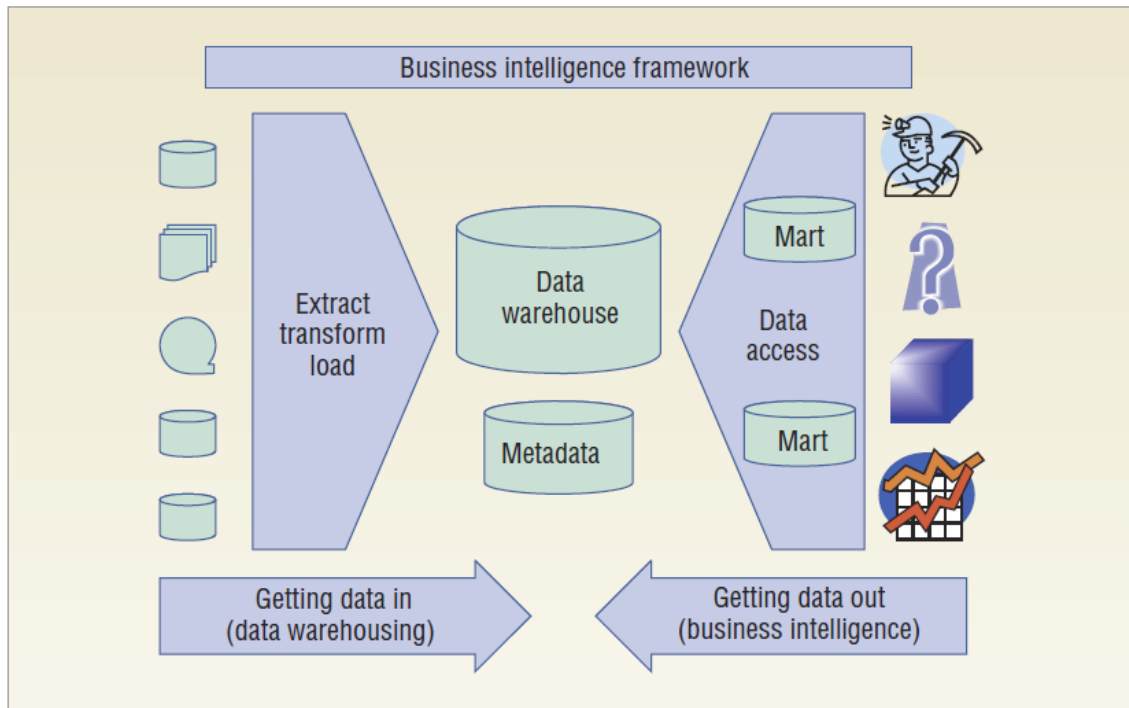 Business intelligence framework
Extract
transform
load
Data
warehouse
Metadata
Mart
Data
access
Mart
Getting data in
(data warehousing)
Getting data out
(business intelligence)